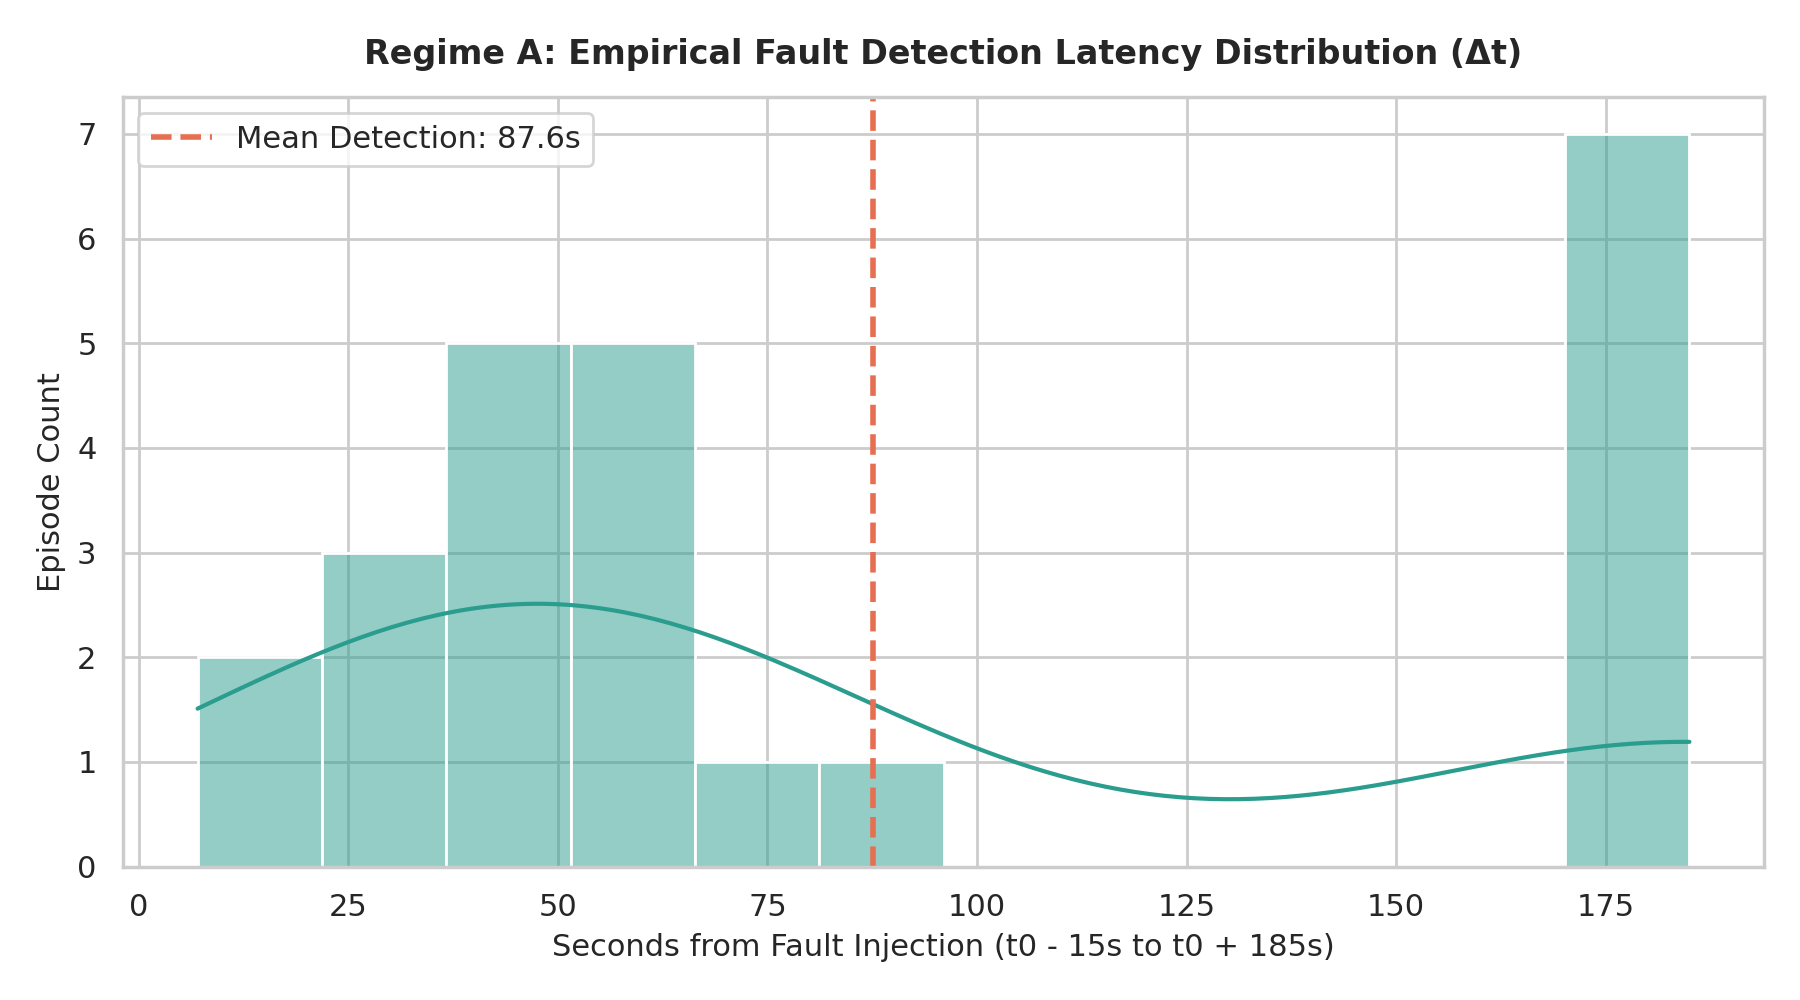 Regime A: Empirical Fault Detection Latency Distribution (Δt)
Mean Detection: 87.6s
Episode Count
7
6
5
4
3
2
1
0
0 25 50 75 100 125 150 175
Seconds from Fault Injection (t0 - 15s to t0 + 185s)